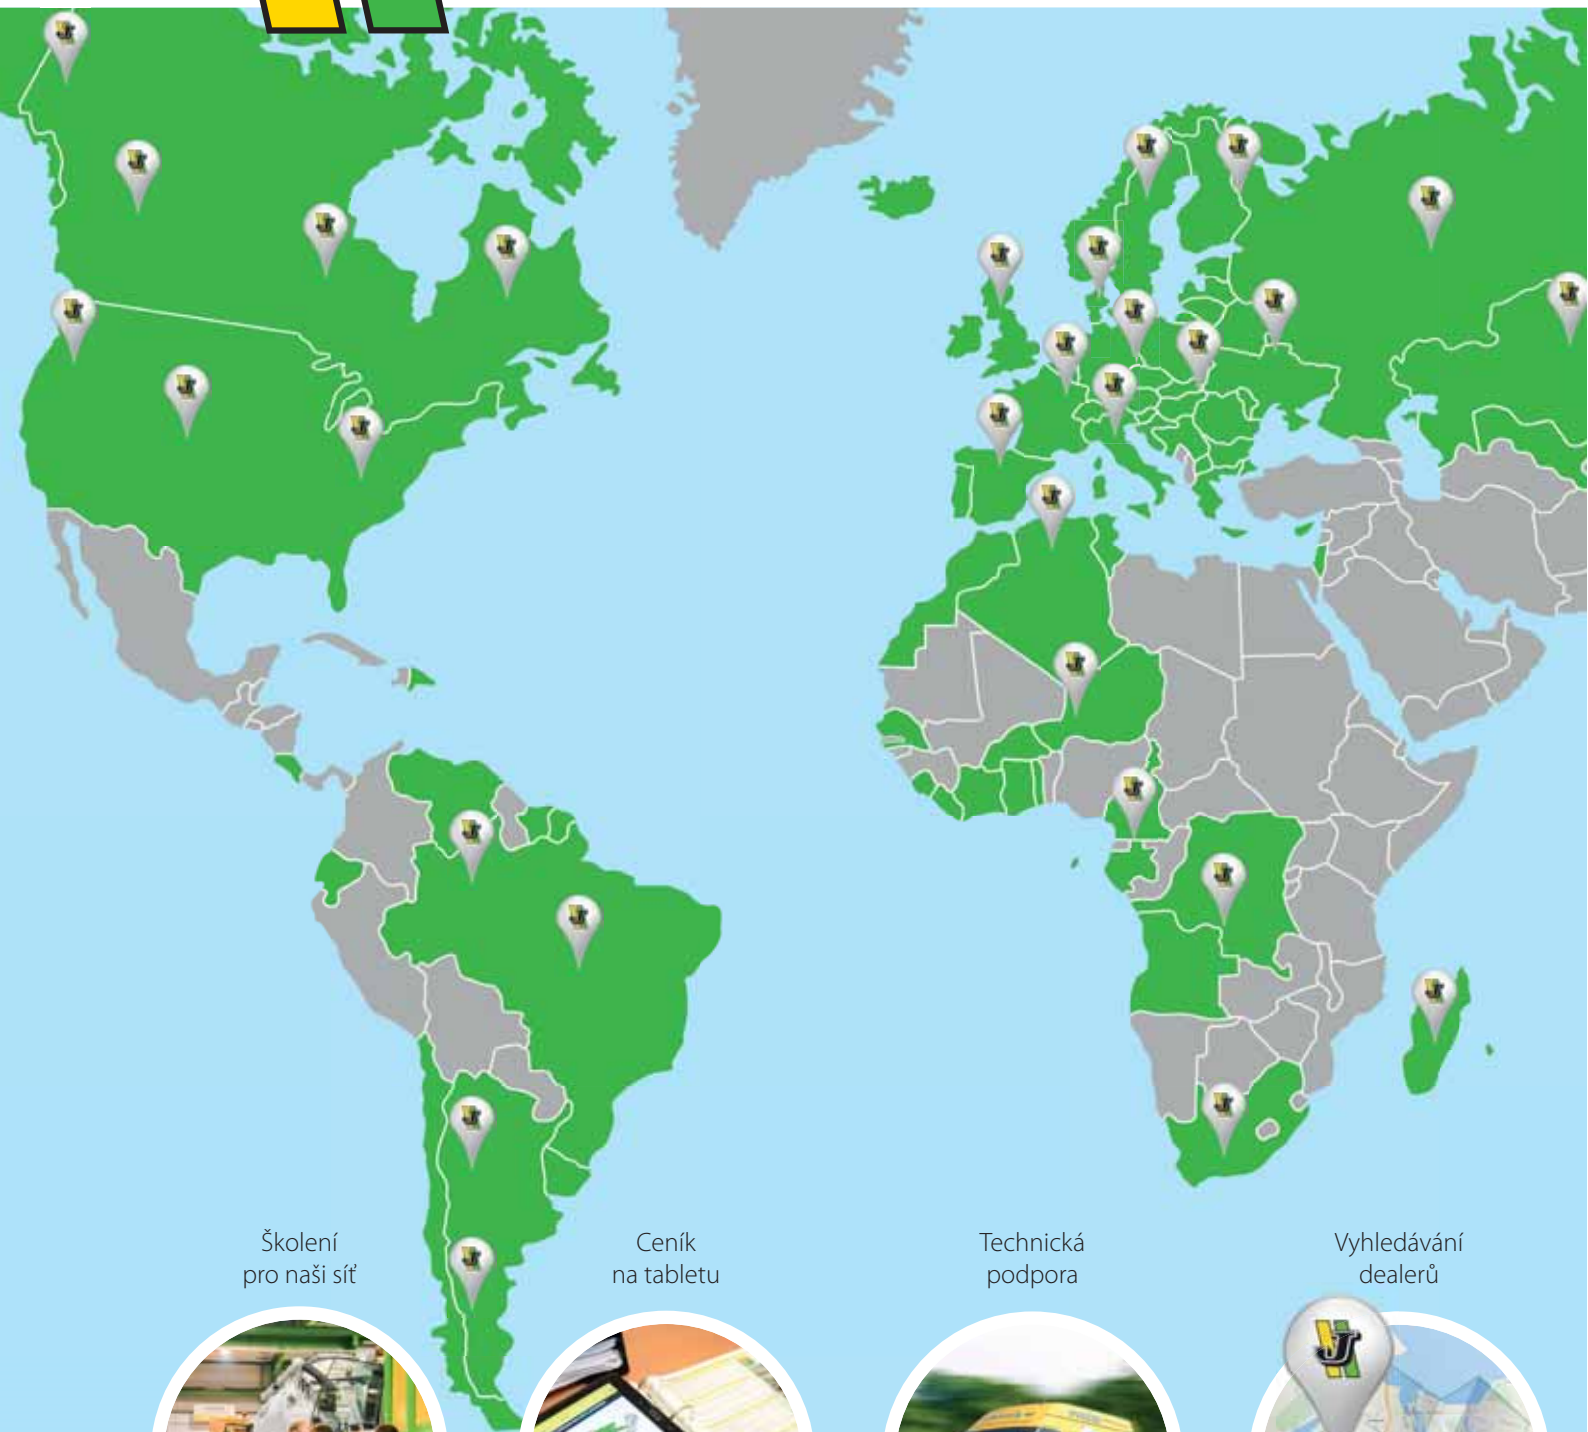 Školení
pro naši síť
Ceník
na tabletu
Technická
podpora
Vyhledávání
dealerů